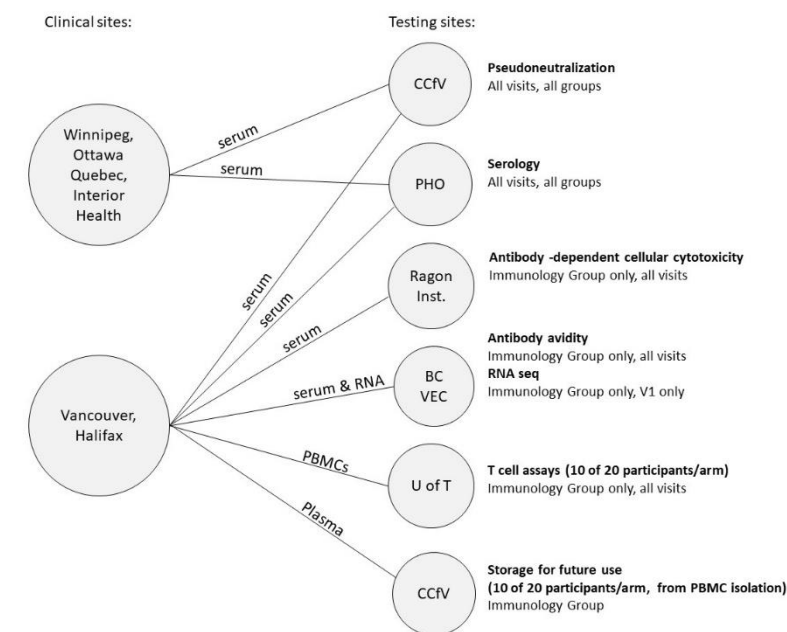 Clinical sites:
Testing sites:
CCfV
Pseudoneutralization
All visits, all groups
Winnipeg,
Ottawa
Quebec,
Interior
Health
serum
serum
PHO
Serology
All visits, all groups
Ragon
Inst.
Antibody -dependent cellular cytotoxicity
Immunology Group only, all visits
serum
serum
serum
Vancouver,
Halifax
serum & RNA
BC
VEC
Antibody avidity
Immunology Group only, all visits
RNA seq
Immunology Group only, V1 only
PBMCs
U of T
T cell assays (10 of 20 participants/arm)
Immunology Group only, all visits
Plasma
CCfV
Storage for future use
(10 of 20 participants/arm, from PBMC isolation)
Immunology Group